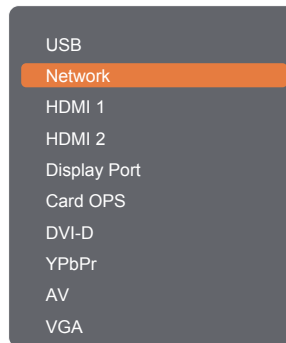 USB
Network
HDMI 1
HDMI 2
Display Port
Card OPS
DVI-D
YPbPr
AV
VGA